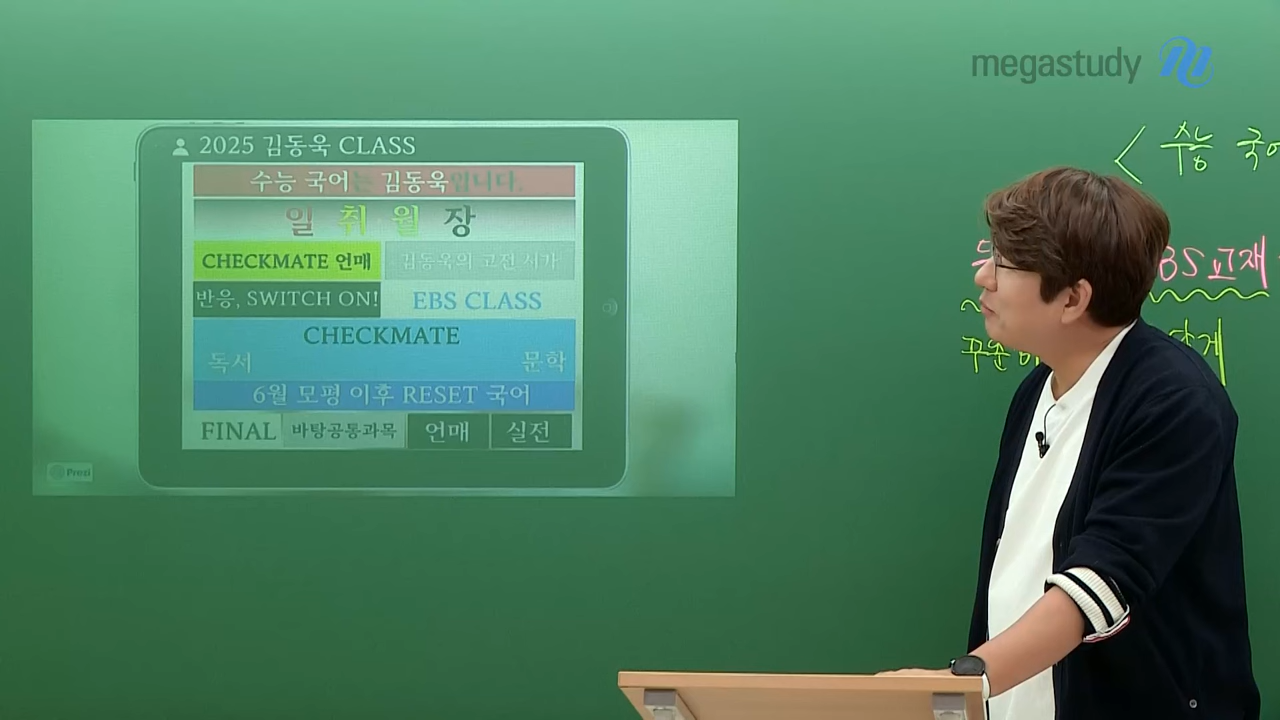 megastudy
2025 김동욱 CLASS
수능 국어는 김동욱입니다.
일 취 월 장
CHECKMATE 언매
김동욱의 고전 서가
반응, SWITCH ON!
EBS CLASS
CHECKMATE
독서 문학
6월 모평 이후 RESET 국어
FINAL 바탕공통과목 언매 실전
Prezi
< 수능 국어
BS 교재
꾸준